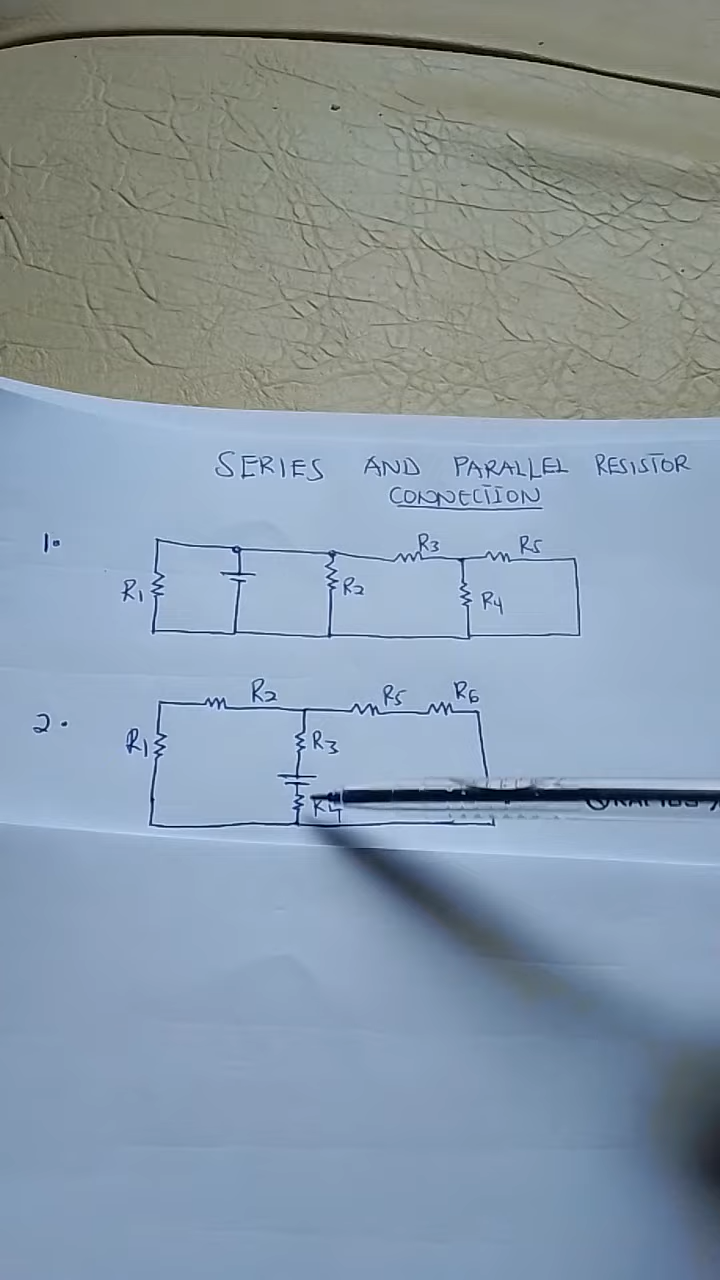 SERIES AND PARALLEL RESISTOR
CONNECTION
1.
R3 R5
R1 R2 R4
2.
R2 R5 R6
R1 R3
R4